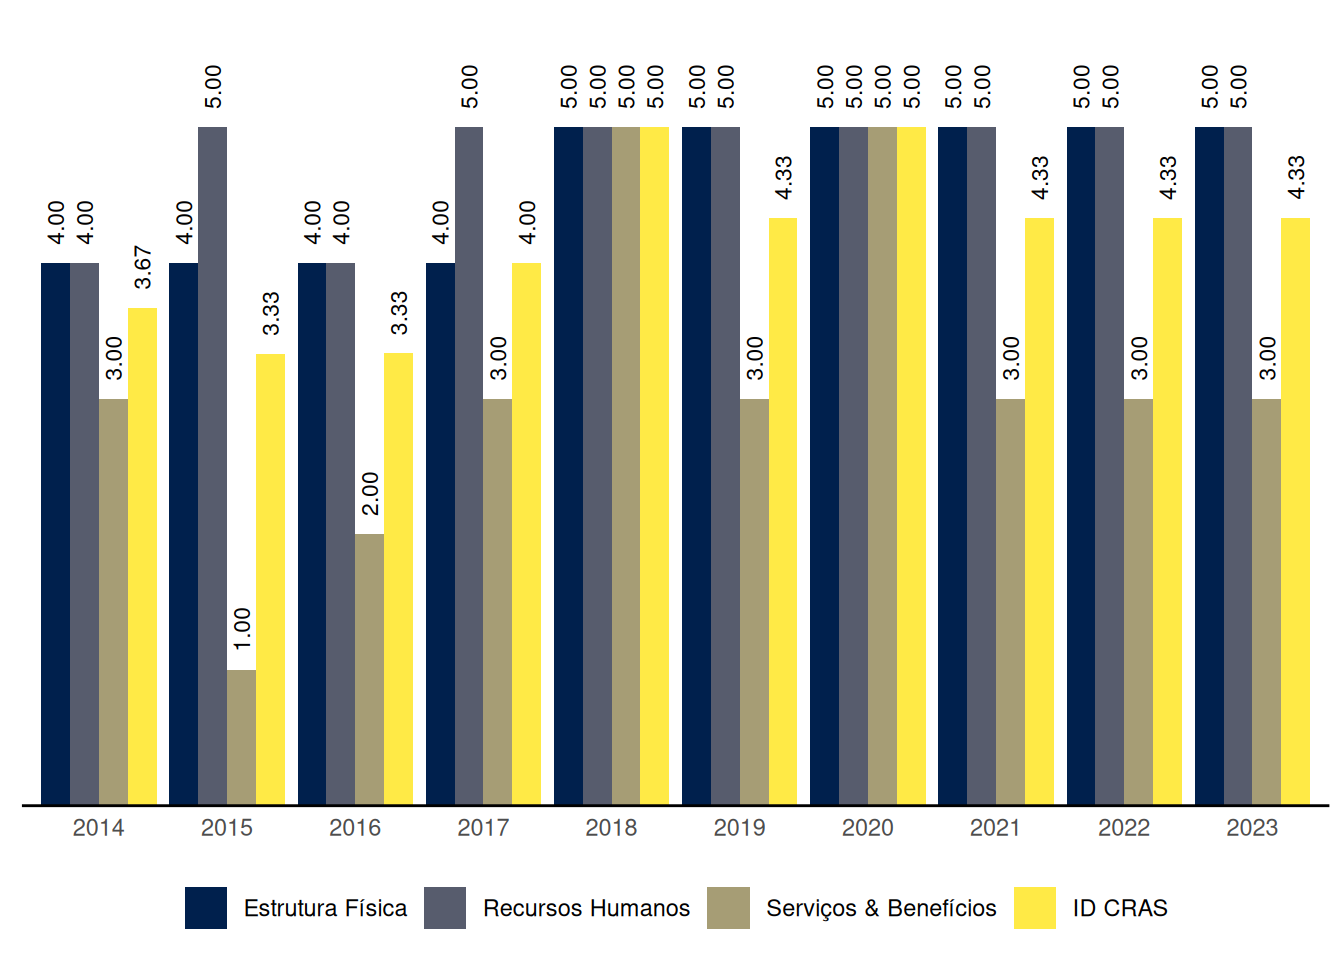 5.00 5.00 5.00 5.00 5.00 5.00 5.00 5.00 5.00 5.00 5.00 5.00 5.00 5.00 5.00 5.00 5.00 5.00
4.33 4.33 4.33 4.33
4.00 4.00 4.00 4.00 4.00 4.00 4.00
3.67
3.33 3.33
3.00 3.00 3.00 3.00 3.00 3.00
2.00
1.00
2014 2015 2016 2017 2018 2019 2020 2021 2022 2023
Estrutura Física Recursos Humanos Serviços & Benefícios ID CRAS